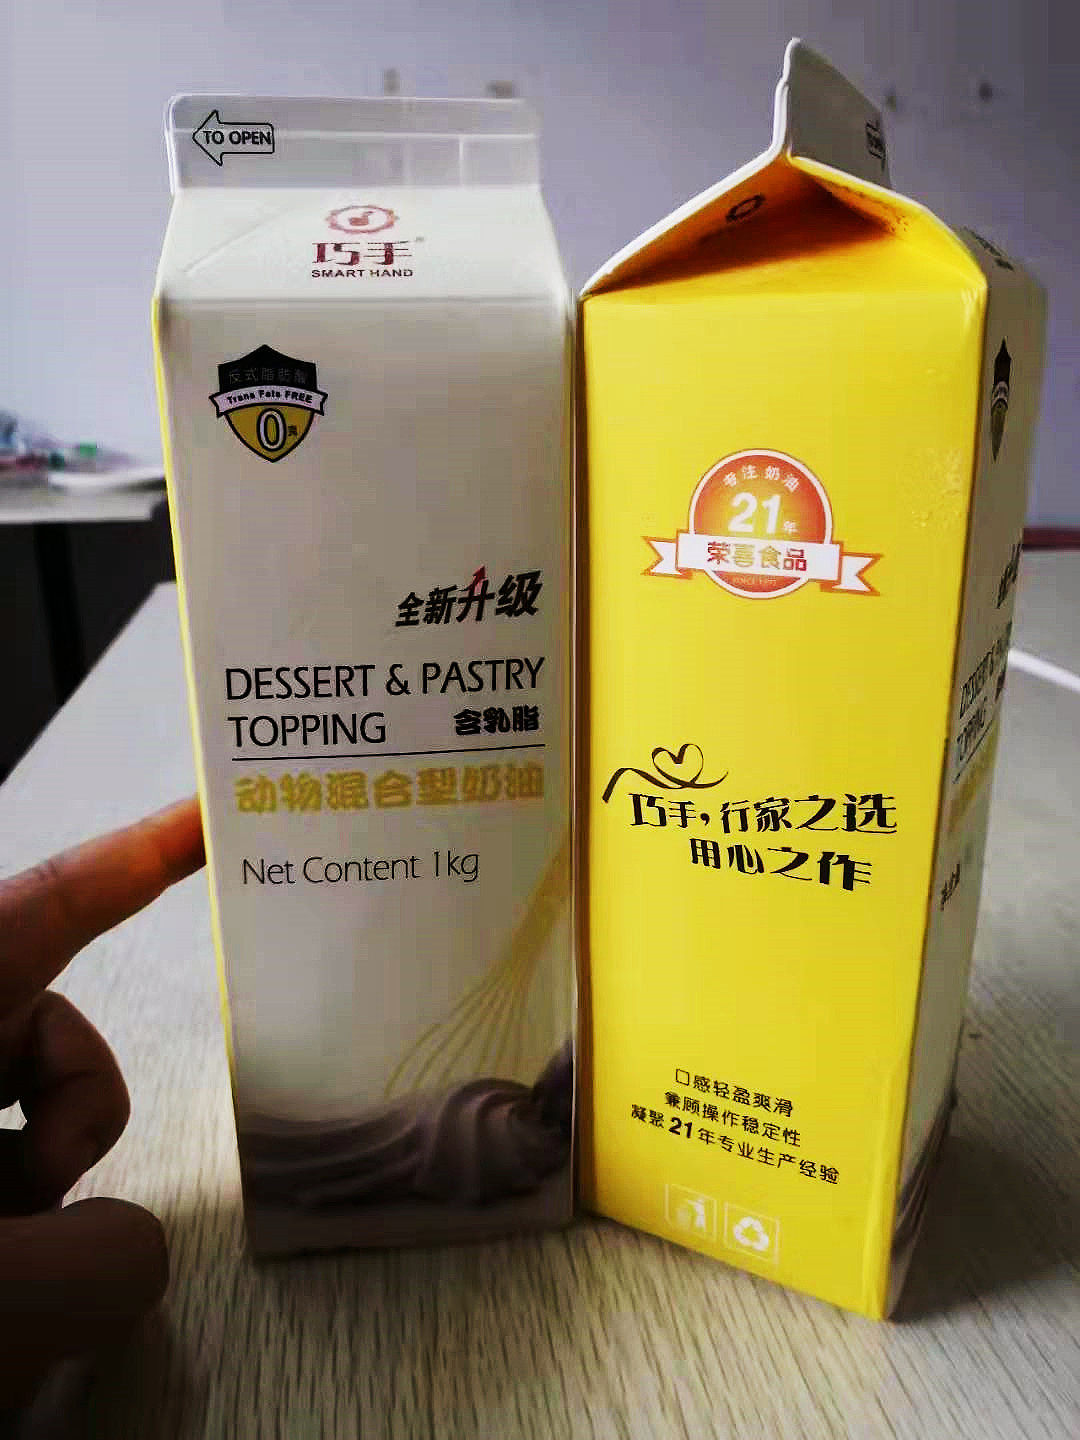 TO OPEN
巧手
SMART HAND
反式脂肪酸
Trans Fats FREE
0克
全新升级
DESSERT & PASTRY
TOPPING 含乳脂
动物混合型奶油
Net Content 1kg
专注奶油
21年
荣喜食品
巧手,行家之选
用心之作
口感轻盈爽滑
兼顾操作稳定性
凝聚21年专业生产经验
DESSERT &
TOPPING